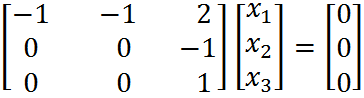 [−1 −1 2] [x₁] = [0]
[0 0 −1] [x₂] = [0]
[0 0 1] [x₃] = [0]